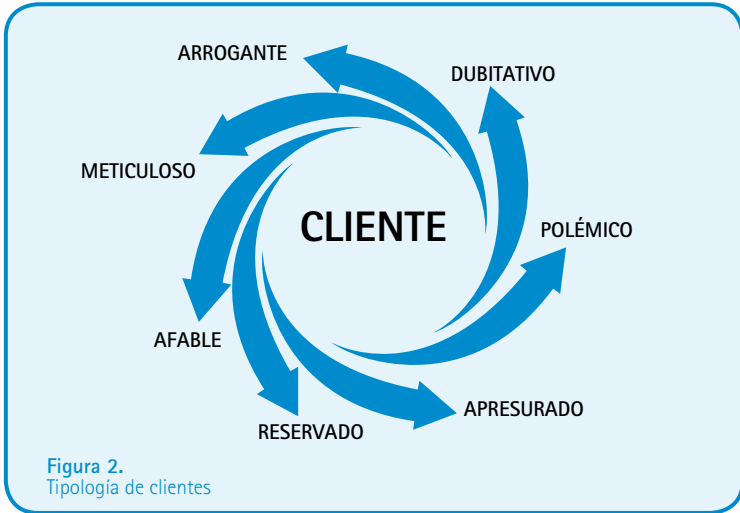 ARROGANTE
DUBITATIVO
METICULOSO
CLIENTE
POLÉMICO
AFABLE
APRESURADO
RESERVADO
Figura 2.
Tipología de clientes